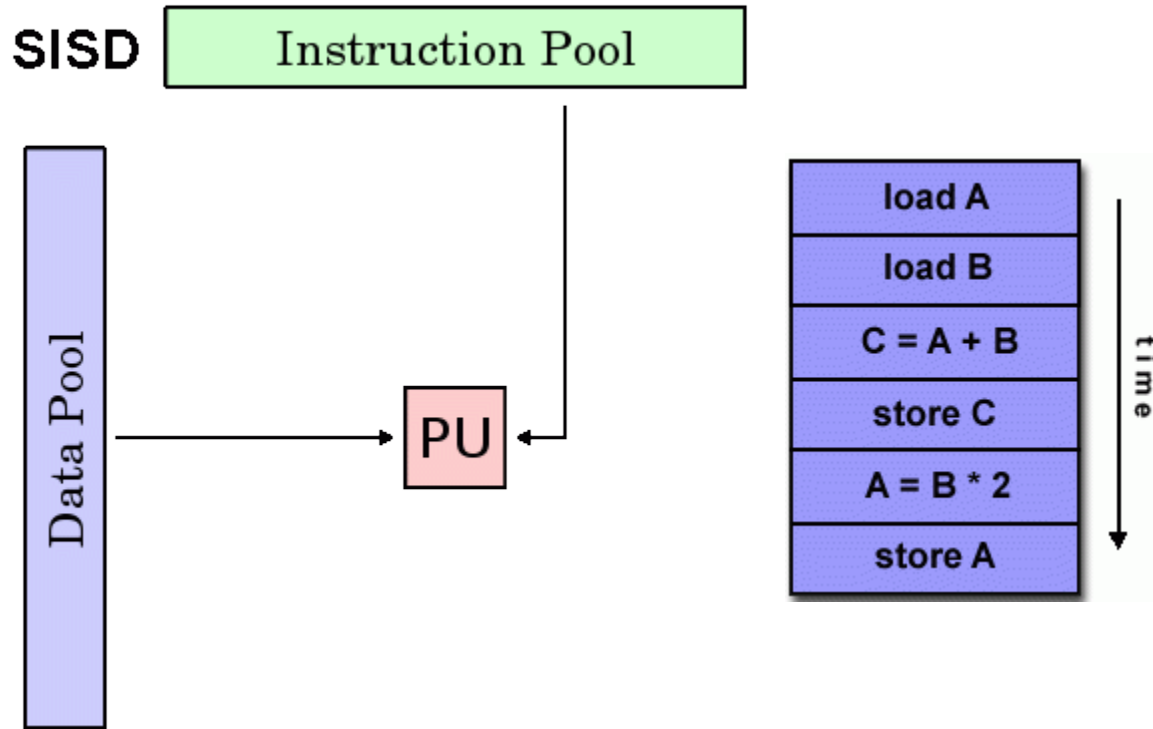 SISD
Instruction Pool
Data Pool
PU
load A
load B
C = A + B
store C
A = B * 2
store A
time